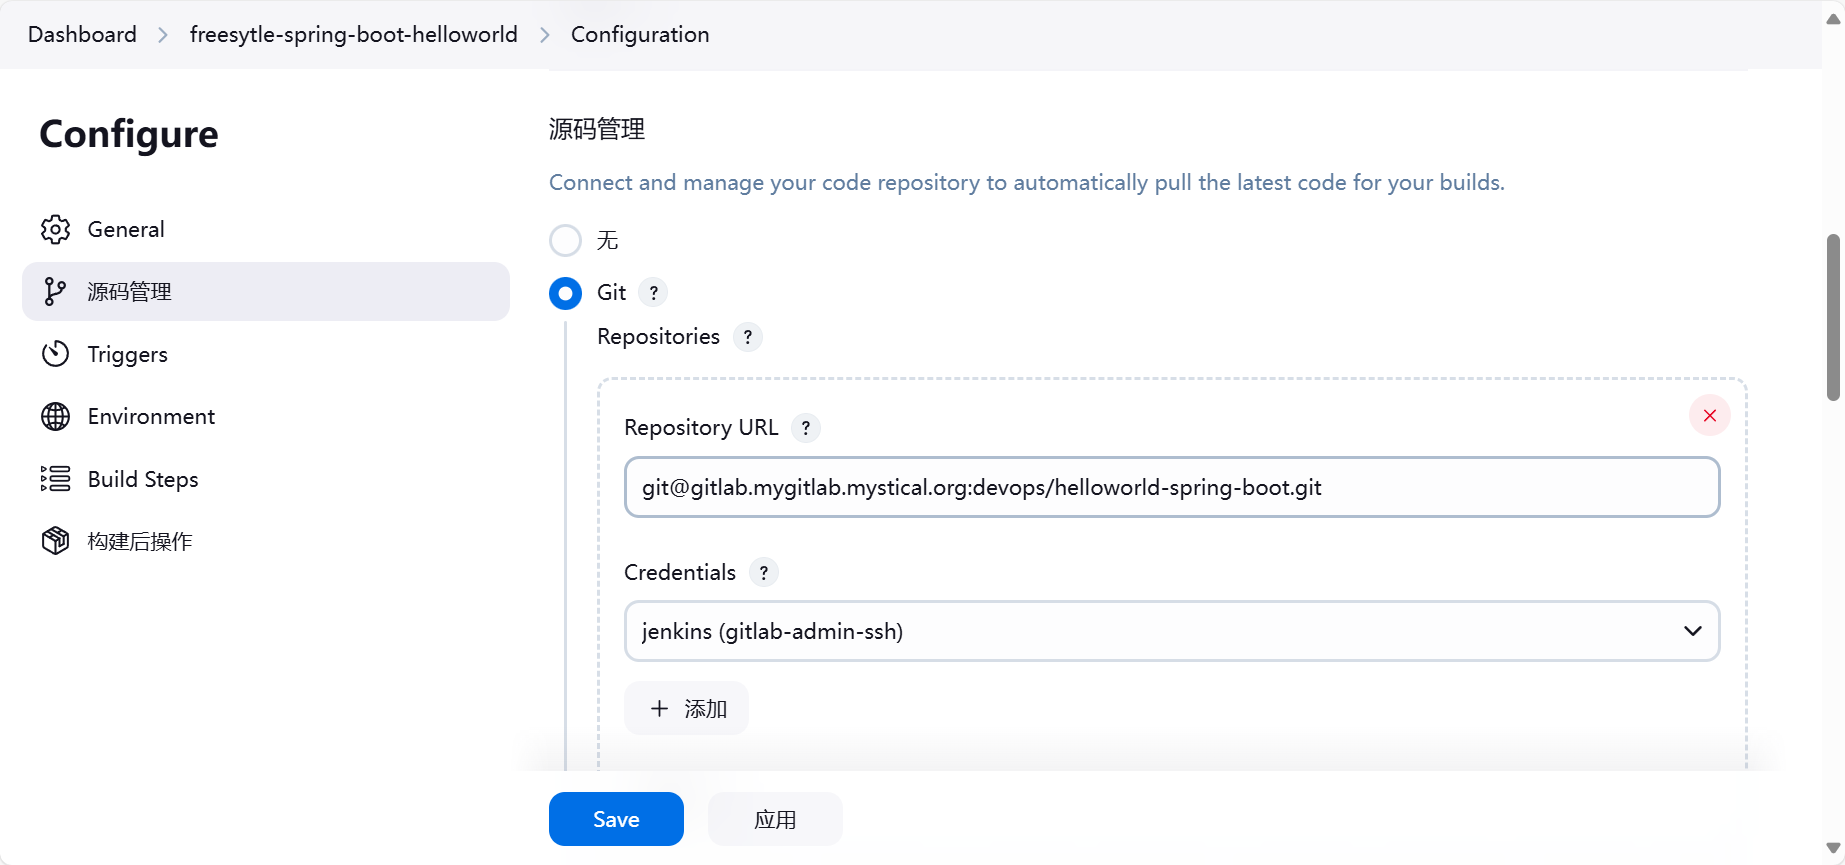 Dashboard > freesytle-spring-boot-helloworld > Configuration
Configure
General
源码管理
Triggers
Environment
Build Steps
构建后操作
源码管理
Connect and manage your code repository to automatically pull the latest code for your builds.
无
Git ?
Repositories ?
Repository URL ?
git@gitlab.mygitlab.mystical.org:devops/helloworld-spring-boot.git
Credentials ?
jenkins (gitlab-admin-ssh)
+ 添加
Save
应用